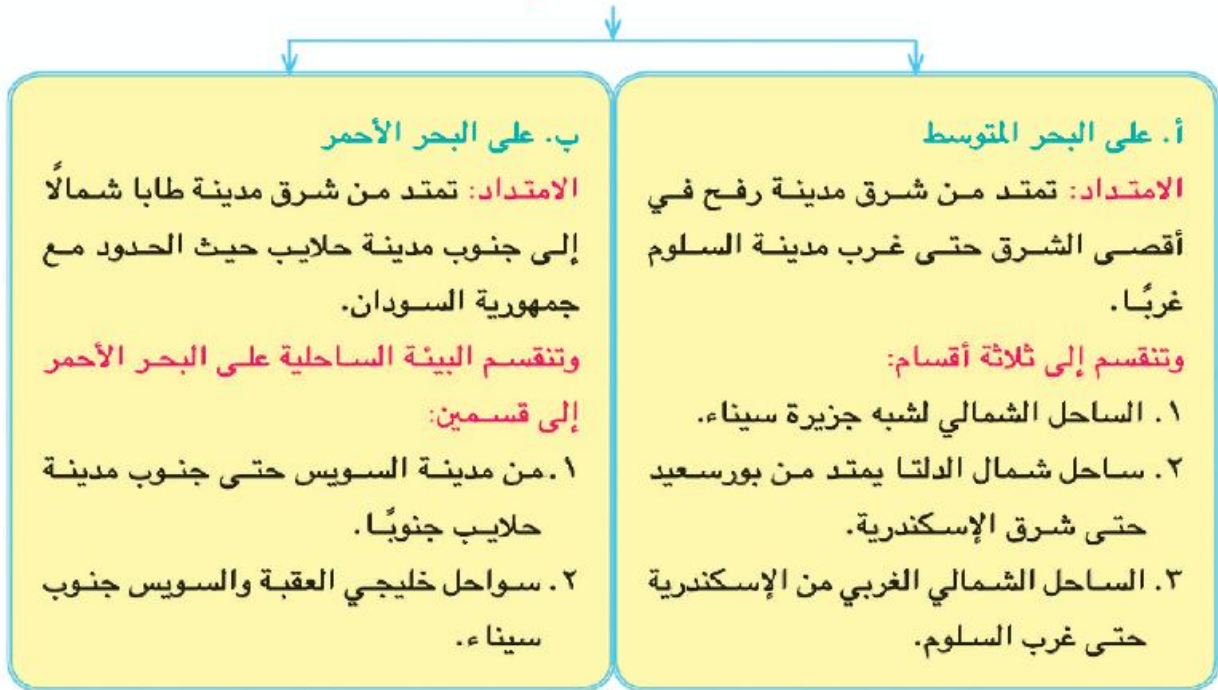 أ. على البحر المتوسط
الامتداد: تمتد من شرق مدينة رفح في
أقصى الشرق حتى غرب مدينة السلوم
غربًا.
وتنقسم إلى ثلاثة أقسام:
١. الساحل الشمالي لشبه جزيرة سيناء.
٢. ساحل شمال الدلتا يمتد من بورسعيد
حتى شرق الإسكندرية.
٣. الساحل الشمالي الغربي من الإسكندرية
حتى غرب السلوم.
ب. على البحر الأحمر
الامتداد: تمتد من شرق مدينة طابا شمالًا
إلى جنوب مدينة حلايب حيث الحدود مع
جمهورية السودان.
وتنقسم البيئة الساحلية على البحر الأحمر
إلى قسمين:
١. من مدينة السويس حتى جنوب مدينة
حلايب جنوبًا.
٢. سواحل خليجي العقبة والسويس جنوب
سيناء.